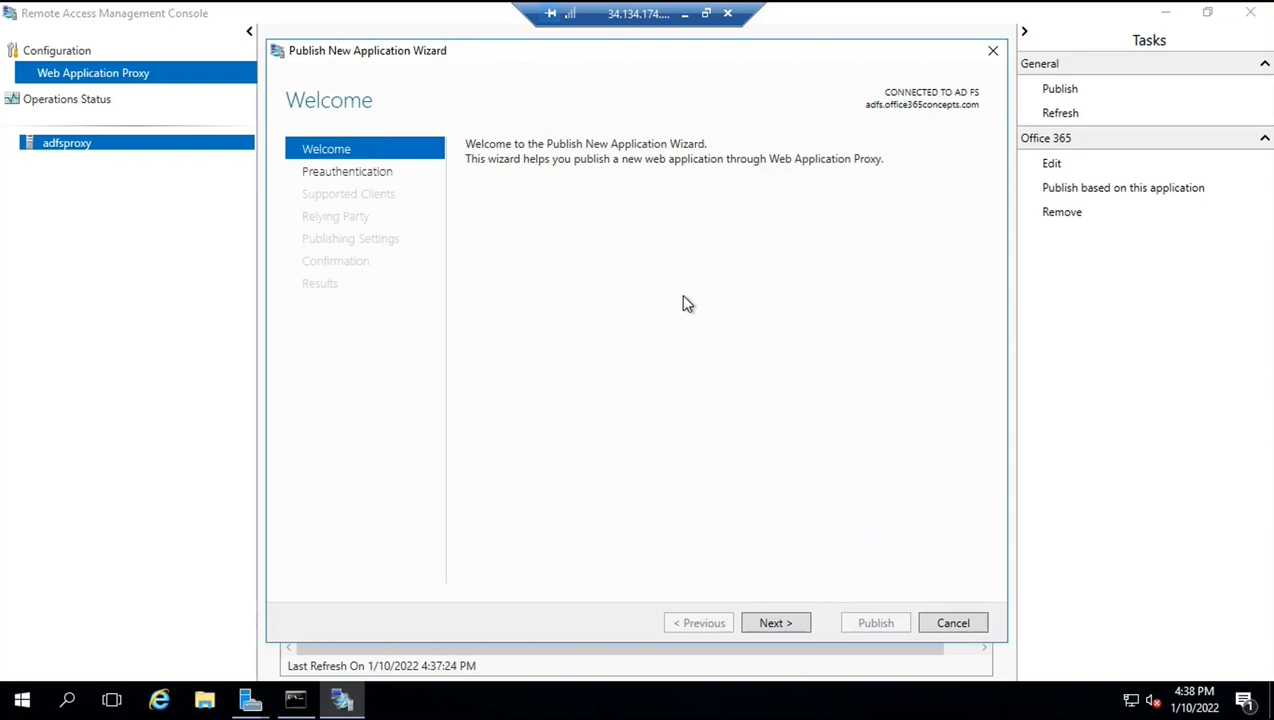 Remote Access Management Console
34.134.174....
Configuration
Web Application Proxy
Operations Status
adfsproxy
Publish New Application Wizard
Welcome
CONNECTED TO AD FS
adfs.office365concepts.com
Welcome
Preauthentication
Supported Clients
Relying Party
Publishing Settings
Confirmation
Results
Welcome to the Publish New Application Wizard.
This wizard helps you publish a new web application through Web Application Proxy.
< Previous
Next >
Publish
Cancel
Last Refresh On 1/10/2022 4:37:24 PM
Tasks
General
Publish
Refresh
Office 365
Edit
Publish based on this application
Remove
4:38 PM
1/10/2022
1